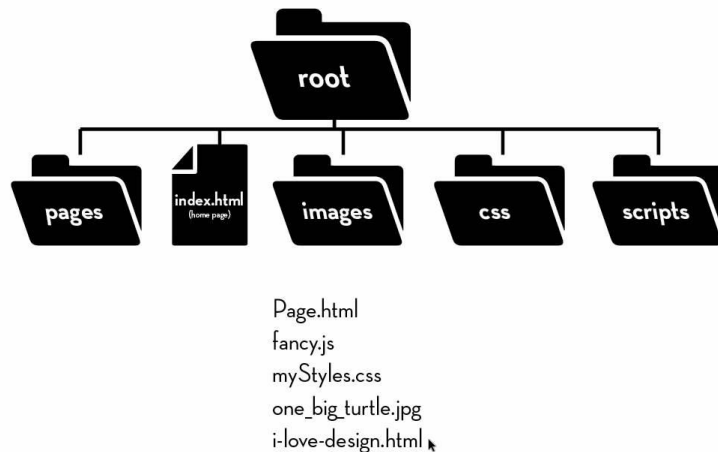 root
pages
index.html
(home page)
images
css
scripts
Page.html
fancy.js
myStyles.css
one_big_turtle.jpg
i-love-design.html